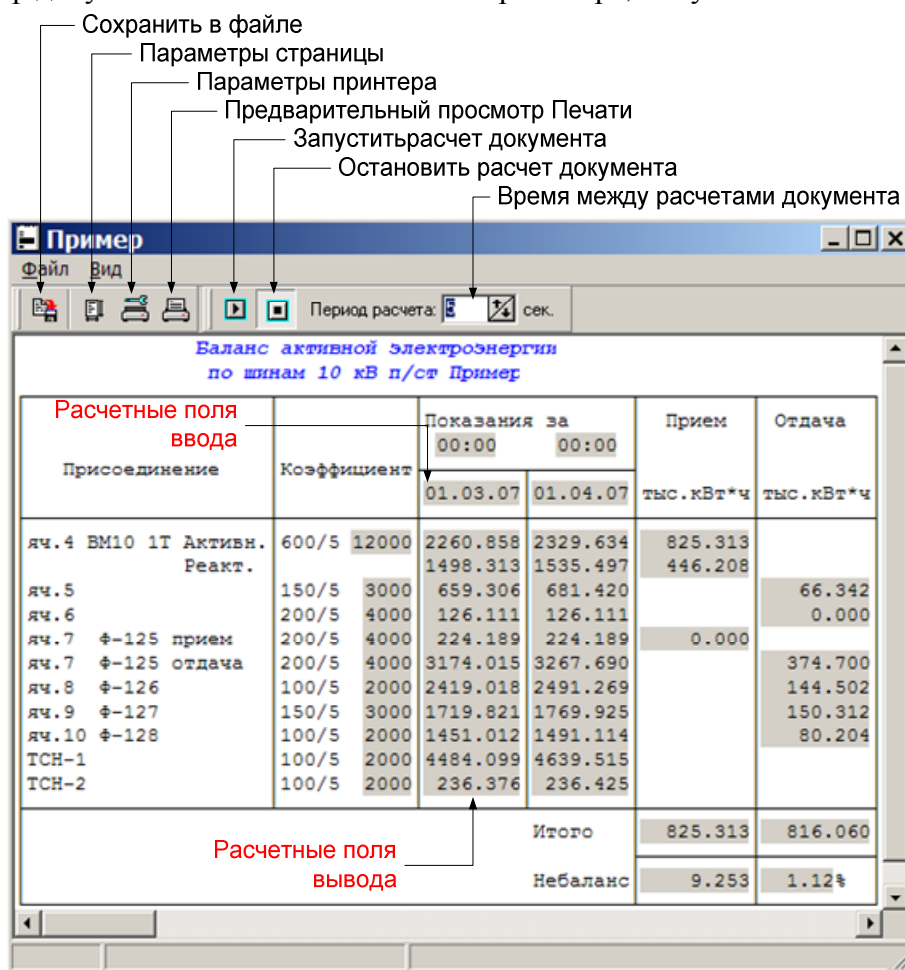 Сохранить в файле
Параметры страницы
Параметры принтера
Предварительный просмотр Печати
Запуститьрасчет документа
Остановить расчет документа
Время между расчетами документа
Пример
Файл Вид
Период расчета: сек.
Баланс активной электроэнергии
по шинам 10 кВ п/ст Пример
Расчетные поля
ввода
Показания за Прием Отдача
00:00 00:00
Присоединение Коэффициент
01.03.07 01.04.07 тыс.кВт*ч тыс.кВт*ч
яч.4 ВМ10 1Т Активн. 600/5 12000 2260.858 2329.634 825.313
Реакт. 1498.313 1535.497 446.208
яч.5 150/5 3000 659.306 681.420 66.342
яч.6 200/5 4000 126.111 126.111 0.000
яч.7 Ф-125 прием 200/5 4000 224.189 224.189 0.000
яч.7 Ф-125 отдача 200/5 4000 3174.015 3267.690 374.700
яч.8 Ф-126 100/5 2000 2419.018 2491.269 144.502
яч.9 Ф-127 150/5 3000 1719.821 1769.925 150.312
яч.10 Ф-128 100/5 2000 1451.012 1491.114 80.204
ТСН-1 100/5 2000 4484.099 4639.515
ТСН-2 100/5 2000 236.376 236.425
Итого 825.313 816.060
Расчетные поля
вывода
Небаланс 9.253 1.12%